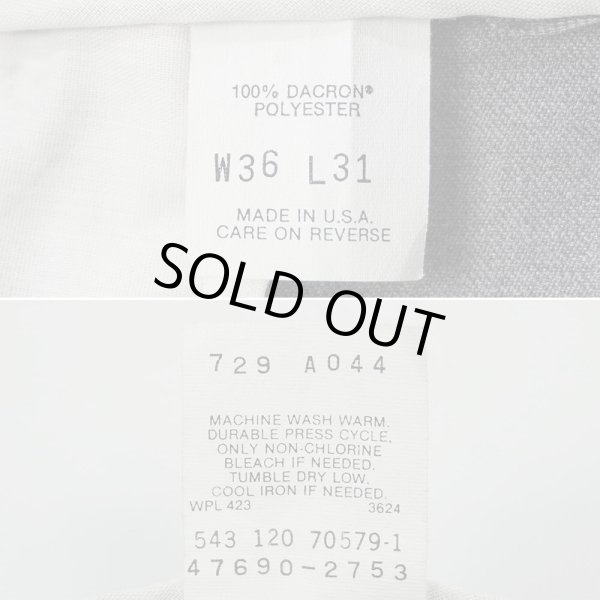 100% DACRON®
POLYESTER
W36 L31
MADE IN U.S.A.
CARE ON REVERSE
SOLD OUT
729 A044
MACHINE WASH WARM.
DURABLE PRESS CYCLE,
ONLY NON-CHLORINE
BLEACH IF NEEDED.
TUMBLE DRY LOW.
COOL IRON IF NEEDED.
WPL 423 3624
543 120 70579-1
47690-2753